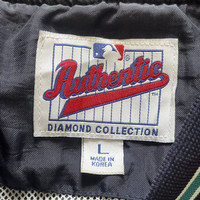 Authentic
DIAMOND COLLECTION
L
MADE IN
KOREA